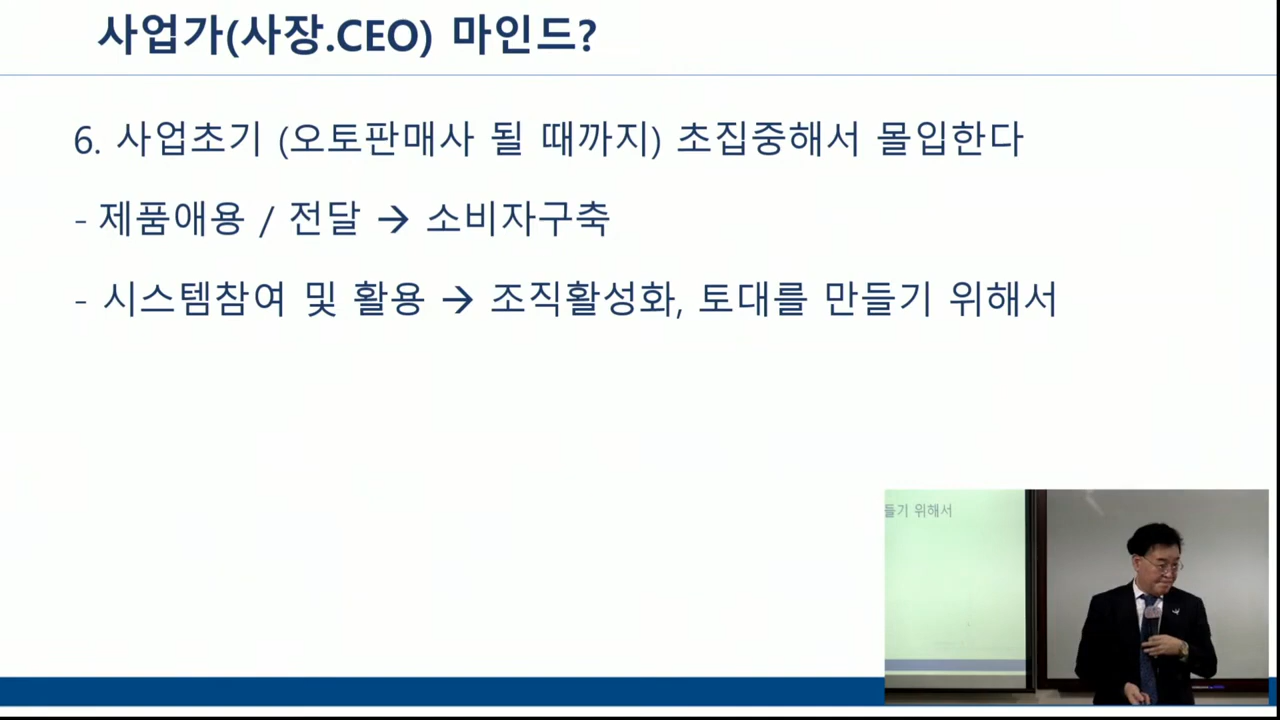 사업가(사장.CEO) 마인드?
6. 사업초기 (오토판매사 될 때까지) 초집중해서 몰입한다
- 제품애용 / 전달 → 소비자구축
- 시스템참여 및 활용 → 조직활성화, 토대를 만들기 위해서
들기 위해서